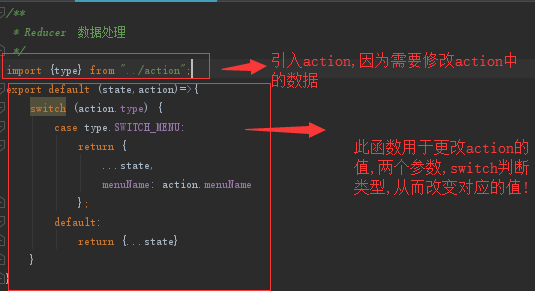 /**
* Reducer 数据处理
*/
import {type} from "../action";
引入action,因为需要修改action中
的数据
export default (state,action)=>{
switch (action.type) {
case type.SWITCH_MENU:
return {
...state,
menuName: action.menuName
};
default:
return {...state}
}
}
此函数用于更改action的
值,两个参数,switch判断
类型,从而改变对应的值!